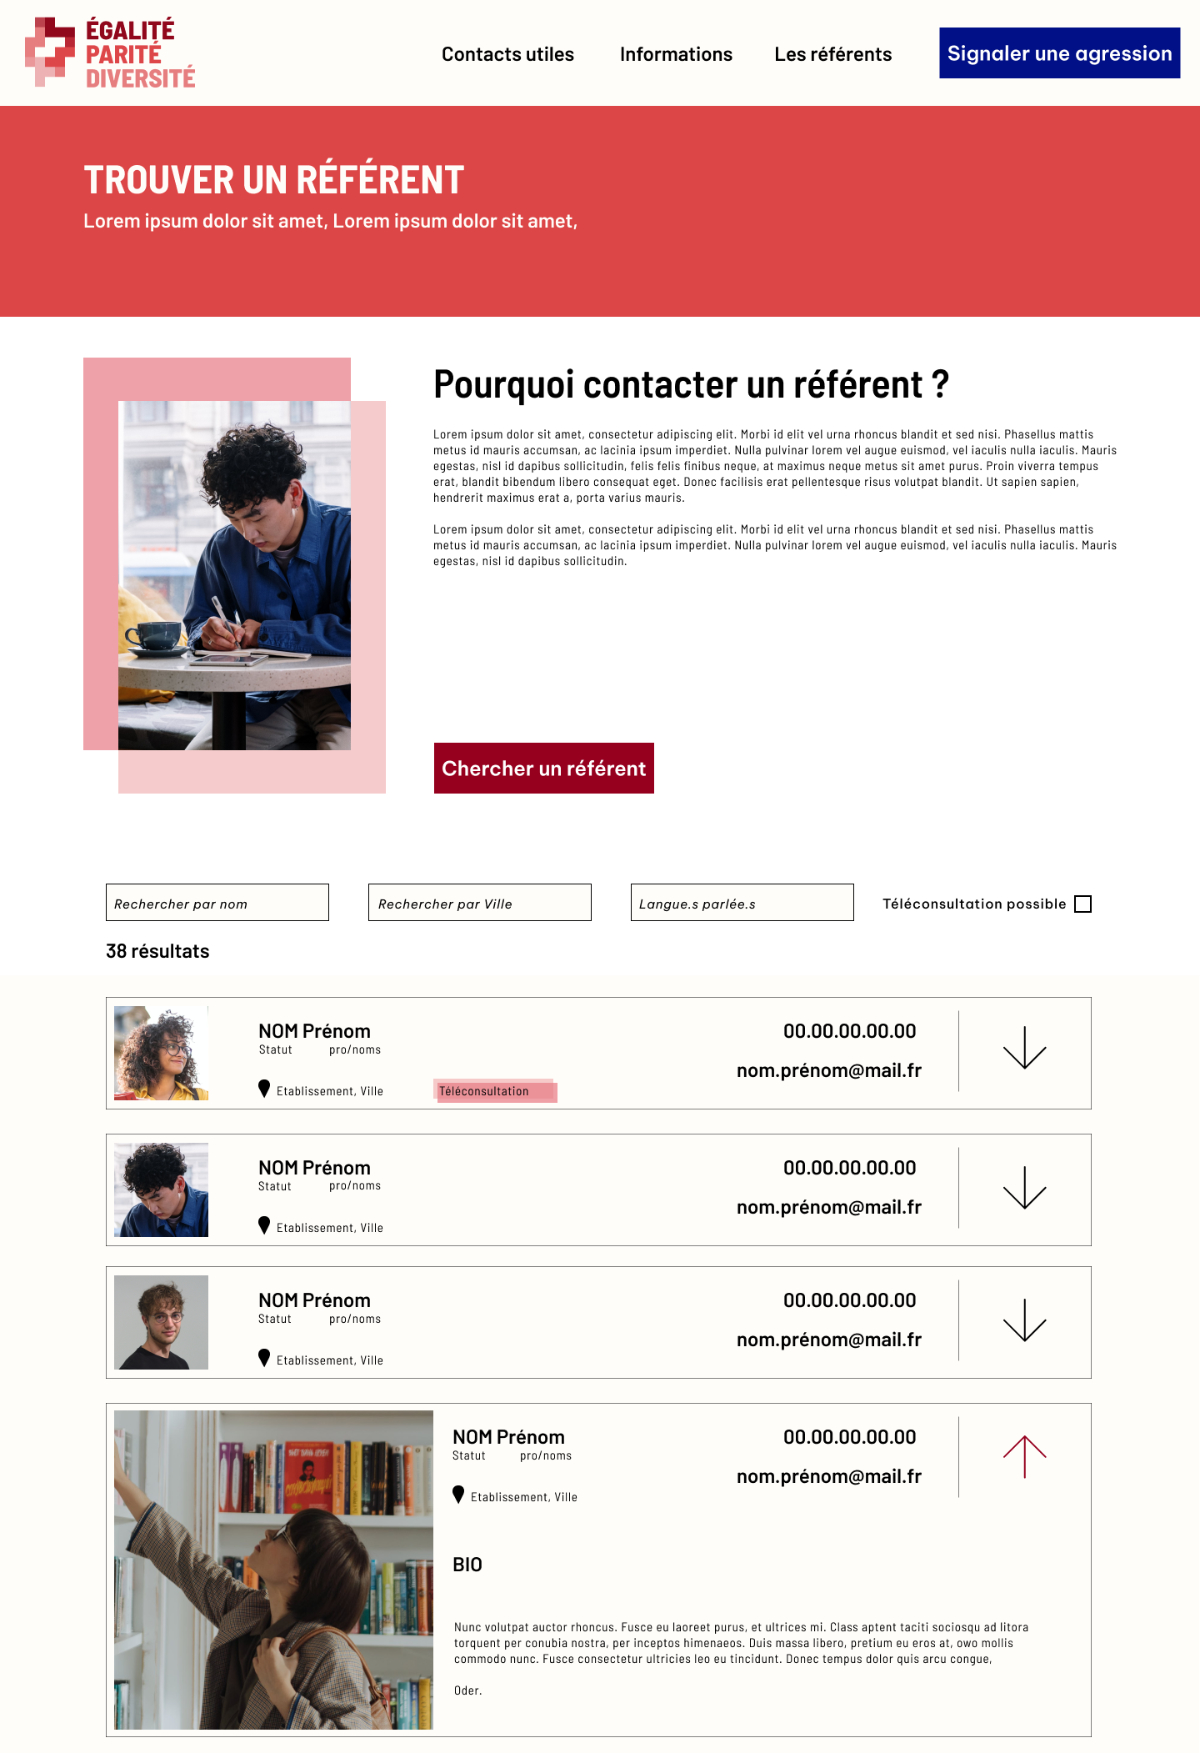 ÉGALITÉ
PARITÉ
DIVERSITÉ
Contacts utiles
Informations
Les référents
Signaler une agression
TROUVER UN RÉFÉRENT
Lorem ipsum dolor sit amet, Lorem ipsum dolor sit amet,
Pourquoi contacter un référent ?
Lorem ipsum dolor sit amet, consectetur adipiscing elit. Morbi id elit vel urna rhoncus blandit et sed nisi. Phasellus mattis
metus id mauris accumsan, ac lacinia ipsum imperdiet. Nulla pulvinar lorem vel augue euismod, vel iaculis nulla iaculis. Mauris
egestas, nisl id dapibus sollicitudin, felis felis finibus neque, at maximus neque metus sit amet purus. Proin viverra tempus
erat, blandit bibendum libero consequat eget. Donec facilisis erat pellentesque risus volutpat blandit. Ut sapien sapien,
hendrerit maximus erat a, porta varius mauris.
Lorem ipsum dolor sit amet, consectetur adipiscing elit. Morbi id elit vel urna rhoncus blandit et sed nisi. Phasellus mattis
metus id mauris accumsan, ac lacinia ipsum imperdiet. Nulla pulvinar lorem vel augue euismod, vel iaculis nulla iaculis. Mauris
egestas, nisl id dapibus sollicitudin.
Chercher un référent
Rechercher par nom
Rechercher par Ville
Langue.s parlée.s
Téléconsultation possible
38 résultats
NOM Prénom
Statut pro/noms
Etablissement, Ville
Téléconsultation
00.00.00.00.00
nom.prénom@mail.fr
NOM Prénom
Statut pro/noms
Etablissement, Ville
00.00.00.00.00
nom.prénom@mail.fr
NOM Prénom
Statut pro/noms
Etablissement, Ville
00.00.00.00.00
nom.prénom@mail.fr
NOM Prénom
Statut pro/noms
Etablissement, Ville
00.00.00.00.00
nom.prénom@mail.fr
BIO
Nunc volutpat auctor rhoncus. Fusce eu laoreet purus, et ultrices mi. Class aptent taciti sociosqu ad litora
torquent per conubia nostra, per inceptos himenaeos. Duis massa libero, pretium eu eros at, owo mollis
commodo nunc. Fusce consectetur ultricies leo eu tincidunt. Donec tempus dolor quis arcu congue,
Oder.